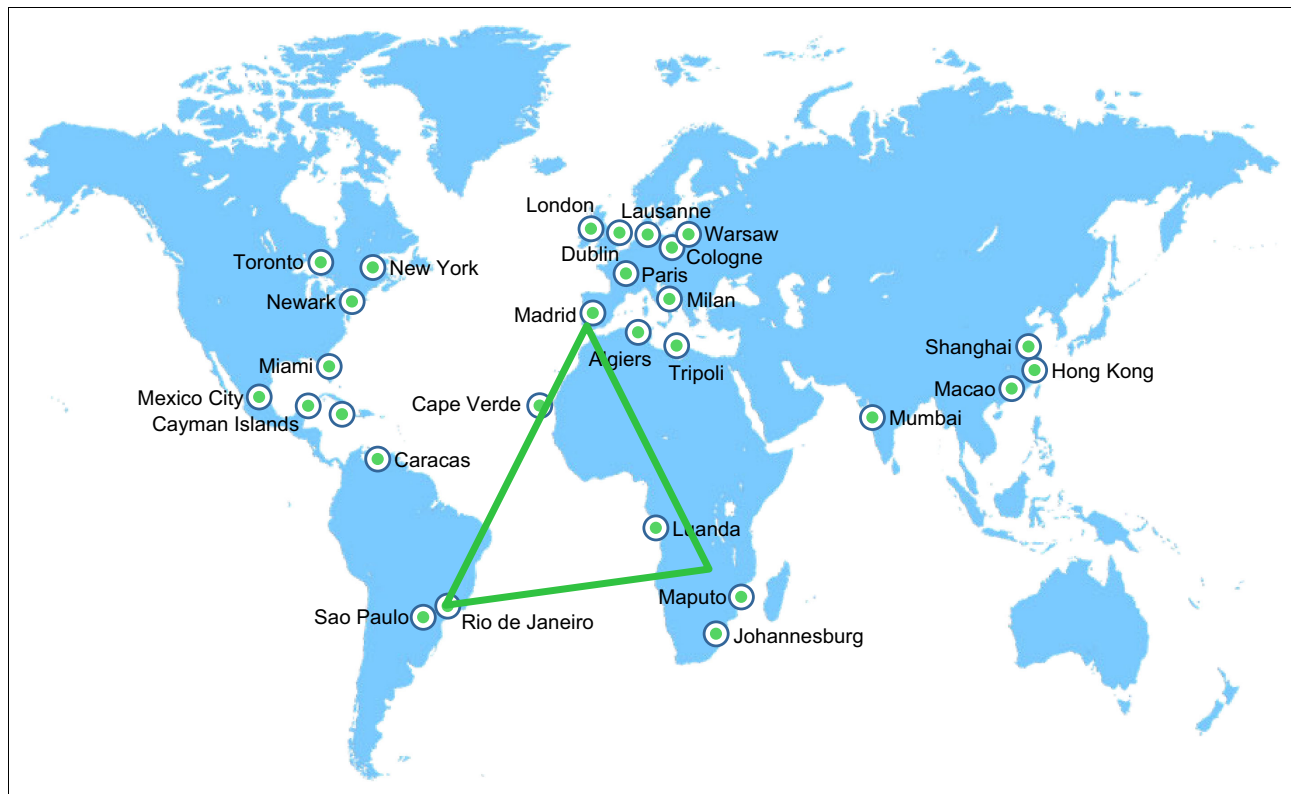 London
Lausanne
Dublin
Warsaw
Cologne
Toronto
New York
Paris
Newark
Milan
Madrid
Algiers
Tripoli
Shanghai
Miami
Hong Kong
Mexico City
Macao
Cayman Islands
Cape Verde
Mumbai
Caracas
Luanda
Maputo
Sao Paulo
Rio de Janeiro
Johannesburg